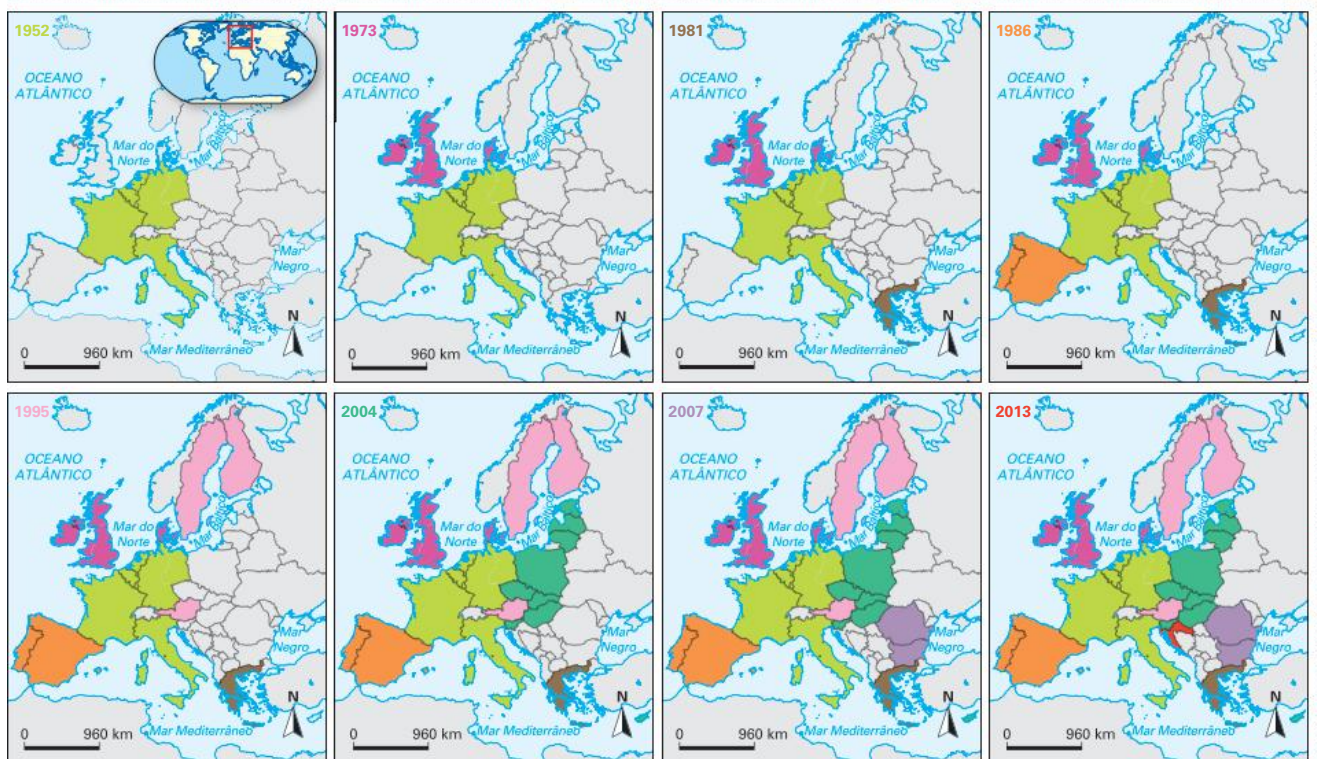 1952
OCEANO
ATLÂNTICO
Mar do
Norte
Mar Báltico
Mar
Negro
N
0 960 km
Mar Mediterrâneo
1973
OCEANO
ATLÂNTICO
Mar do
Norte
Mar Báltico
Mar
Negro
N
0 960 km
Mar Mediterrâneo
1981
OCEANO
ATLÂNTICO
Mar do
Norte
Mar Báltico
Mar
Negro
N
0 960 km
Mar Mediterrâneo
1986
OCEANO
ATLÂNTICO
Mar do
Norte
Mar Báltico
Mar
Negro
N
0 960 km
Mar Mediterrâneo
1995
OCEANO
ATLÂNTICO
Mar do
Norte
Mar Báltico
Mar
Negro
N
0 960 km
Mar Mediterrâneo
2004
OCEANO
ATLÂNTICO
Mar do
Norte
Mar Báltico
Mar
Negro
N
0 960 km
Mar Mediterrâneo
2007
OCEANO
ATLÂNTICO
Mar do
Norte
Mar Báltico
Mar
Negro
N
0 960 km
Mar Mediterrâneo
2013
OCEANO
ATLÂNTICO
Mar do
Norte
Mar Báltico
Mar
Negro
N
0 960 km
Mar Mediterrâneo